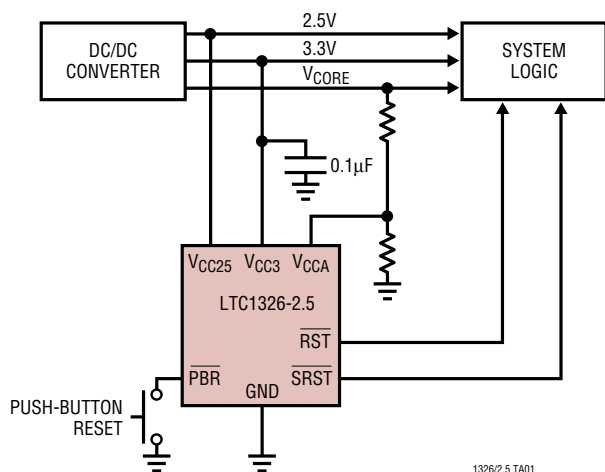 2.5V
DC/DC
CONVERTER
3.3V
VCORE
SYSTEM
LOGIC
0.1µF
VCC25 VCC3 VCCA
LTC1326-2.5
RST
PBR
SRST
GND
PUSH-BUTTON
RESET
1326/2.5 TA01